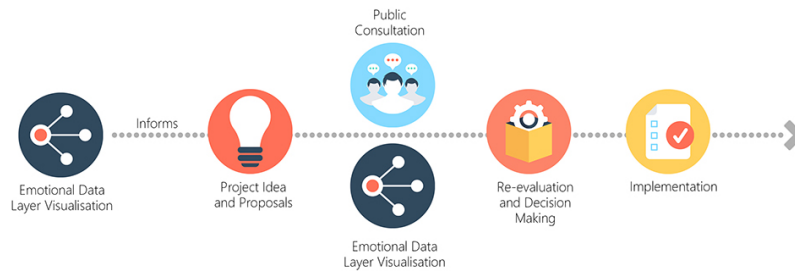 Public
Consultation
Informs
Emotional Data
Layer Visualisation
Project Idea
and Proposals
Emotional Data
Layer Visualisation
Re-evaluation
and Decision
Making
Implementation